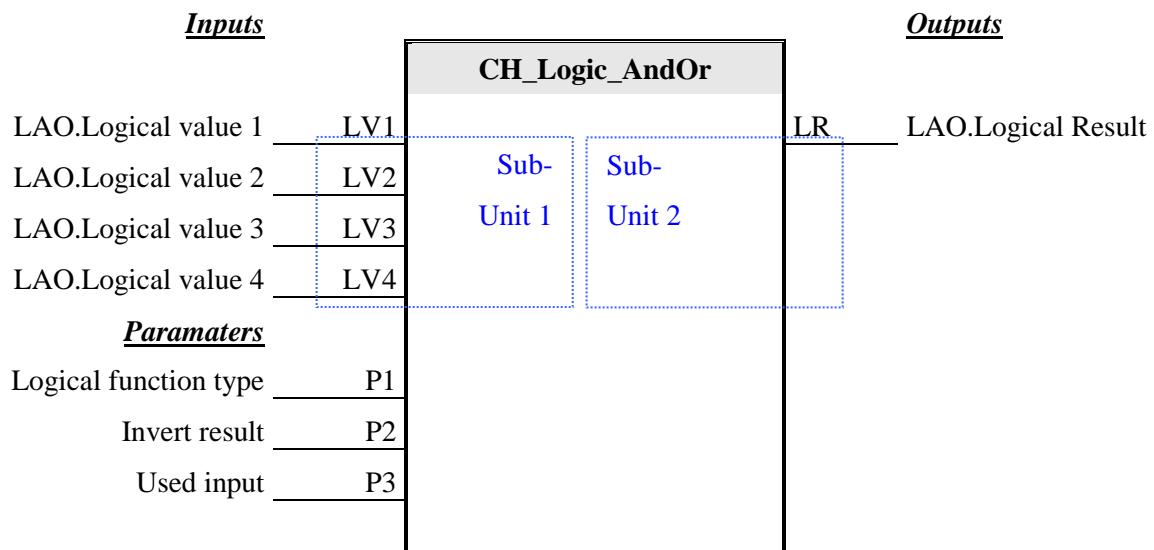 Inputs
Outputs
CH_Logic_AndOr
LAO.Logical value 1 LV1 LR LAO.Logical Result
LAO.Logical value 2 LV2
LAO.Logical value 3 LV3
LAO.Logical value 4 LV4
Sub-
Unit 1
Sub-
Unit 2
Paramaters
Logical function type P1
Invert result P2
Used input P3